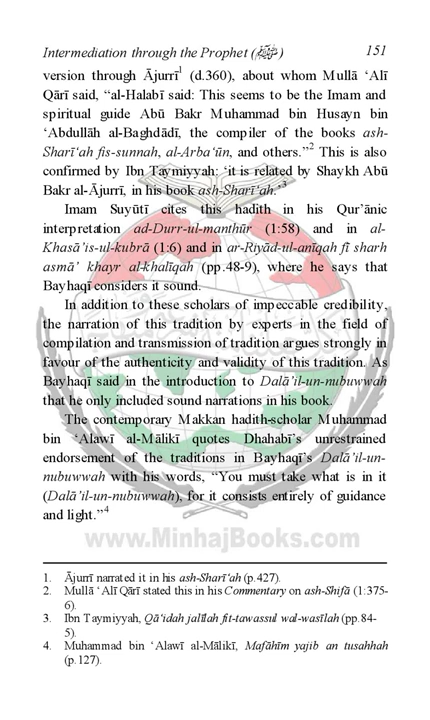 Intermediation through the Prophet (ﷺ) 151
version through Ājurrī1 (d.360), about whom Mullā ‘Alī
Qārī said, “al-Halabī said: This seems to be the Imam and
spiritual guide Abū Bakr Muhammad bin Husayn bin
‘Abdullāh al-Baghdādī, the compiler of the books ash-
Sharī‘ah fis-sunnah, al-Arba‘ūn, and others.”2 This is also
confirmed by Ibn Taymiyyah: ‘it is related by Shaykh Abū
Bakr al-Ājurrī, in his book ash-Sharī‘ah.’3
Imam Suyūtī cites this hadith in his Qur’ānic
interpretation ad-Durr-ul-manthūr (1:58) and in al-
Khasā’is-ul-kubrā (1:6) and in ar-Riyād-ul-anīqah fī sharh
asmā’ khayr al-khalīqah (pp.48-9), where he says that
Bayhaqī considers it sound.
In addition to these scholars of impeccable credibility,
the narration of this tradition by experts in the field of
compilation and transmission of tradition argues strongly in
favour of the authenticity and validity of this tradition. As
Bayhaqī said in the introduction to Dalā’il-un-nubuwwah
that he only included sound narrations in his book.
The contemporary Makkan hadith-scholar Muhammad
bin ‘Alawī al-Mālikī quotes Dhahabī’s unrestrained
endorsement of the traditions in Bayhaqī’s Dalā’il-un-
nubuwwah with his words, “You must take what is in it
(Dalā’il-un-nubuwwah), for it consists entirely of guidance
and light.”4
www.MinhajBooks.com
1. Ājurrī narrated it in his ash-Sharī‘ah (p.427).
2. Mullā ‘Alī Qārī stated this in his Commentary on ash-Shifā (1:375-
6).
3. Ibn Taymiyyah, Qā‘idah jalīlah fit-tawassul wal-wasīlah (pp.84-
5).
4. Muhammad bin ‘Alawī al-Mālikī, Mafāhīm yajib an tusahhah
(p.127).